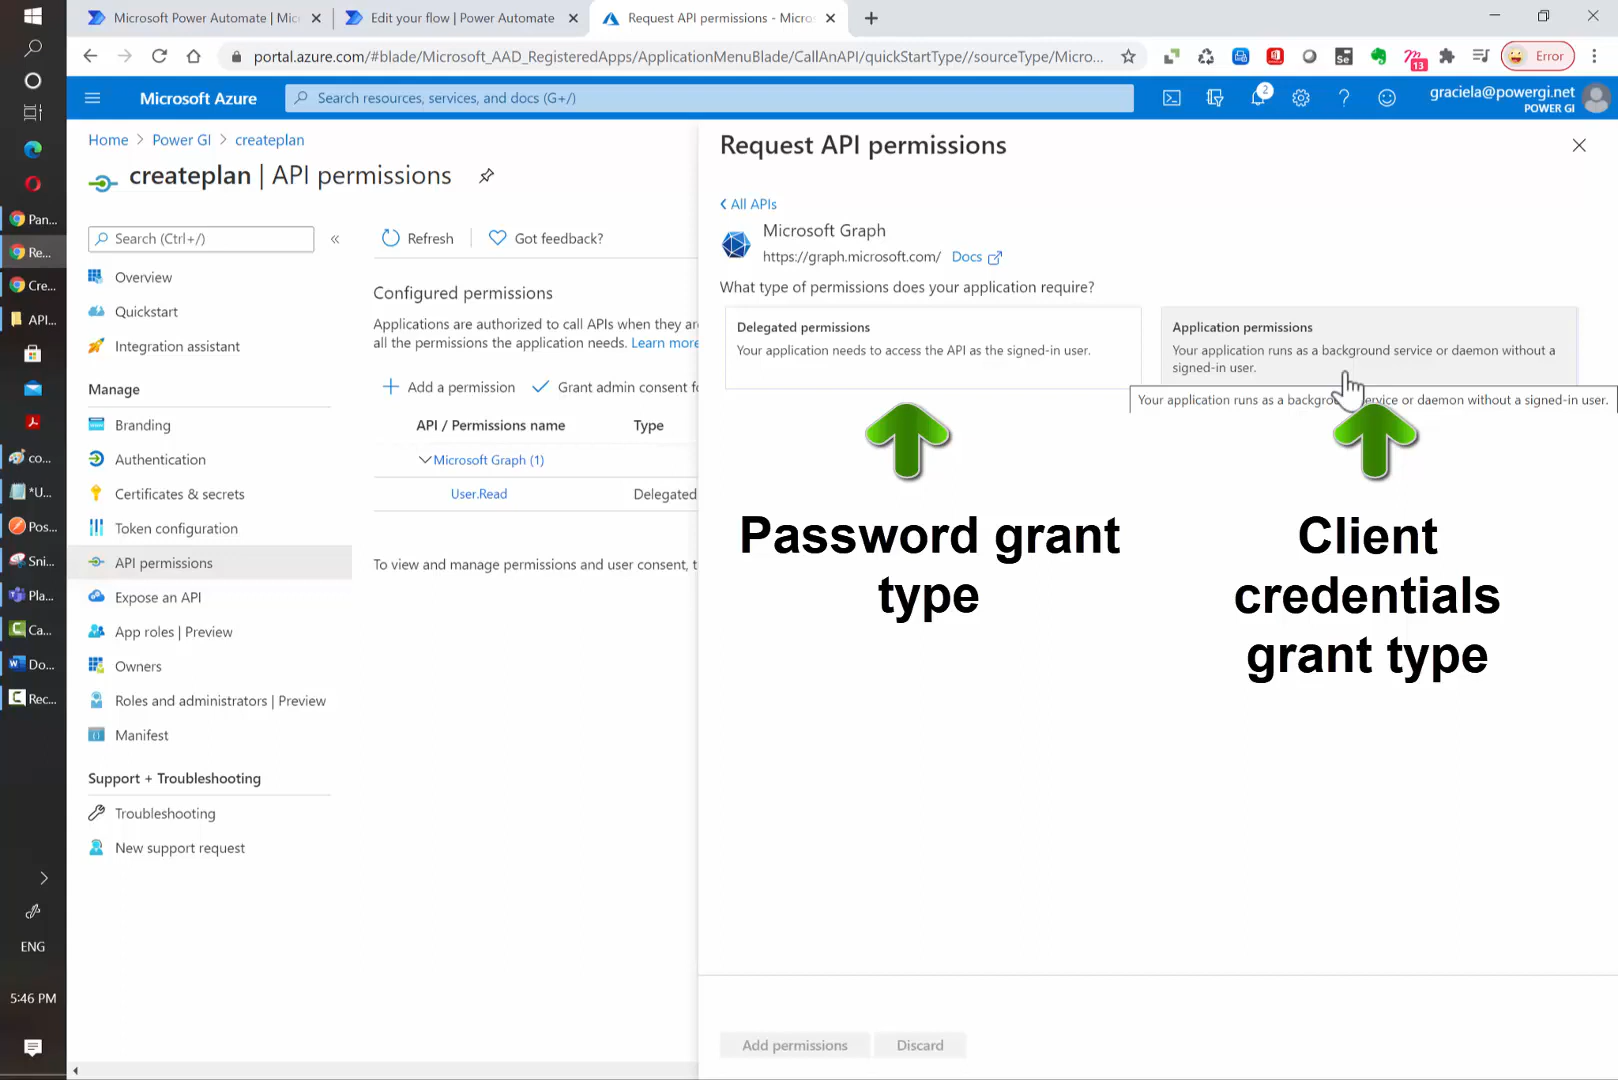 Microsoft Power Automate | Mic
Edit your flow | Power Automate
Request API permissions - Micro
portal.azure.com/#blade/Microsoft_AAD_RegisteredApps/ApplicationMenuBlade/CallAnAPI/quickStartType//sourceType/Micro...
Se
13
Error
Microsoft Azure
Search resources, services, and docs (G+/)
2
graciela@powergi.net
POWER GI
Home > Power GI > createplan
createplan | API permissions
Search (Ctrl+/)
«
Overview
Quickstart
Integration assistant
Manage
Branding
Authentication
Certificates & secrets
Token configuration
API permissions
Expose an API
App roles | Preview
Owners
Roles and administrators | Preview
Manifest
Support + Troubleshooting
Troubleshooting
New support request
Refresh
Got feedback?
Configured permissions
Applications are authorized to call APIs when they are
all the permissions the application needs. Learn more
Add a permission
Grant admin consent fo
API / Permissions name
Type
Microsoft Graph (1)
User.Read
Delegated
To view and manage permissions and user consent, t
Request API permissions
All APIs
Microsoft Graph
https://graph.microsoft.com/ Docs
What type of permissions does your application require?
Delegated permissions
Your application needs to access the API as the signed-in user.
Application permissions
Your application runs as a background service or daemon without a
signed-in user.
Your application runs as a background service or daemon without a signed-in user.
Password grant
type
Client
credentials
grant type
Add permissions
Discard
Pan...
Re...
Cre...
API...
co...
*U...
Pos...
Sni...
Pla...
Ca...
Do...
Rec...
ENG
5:46 PM